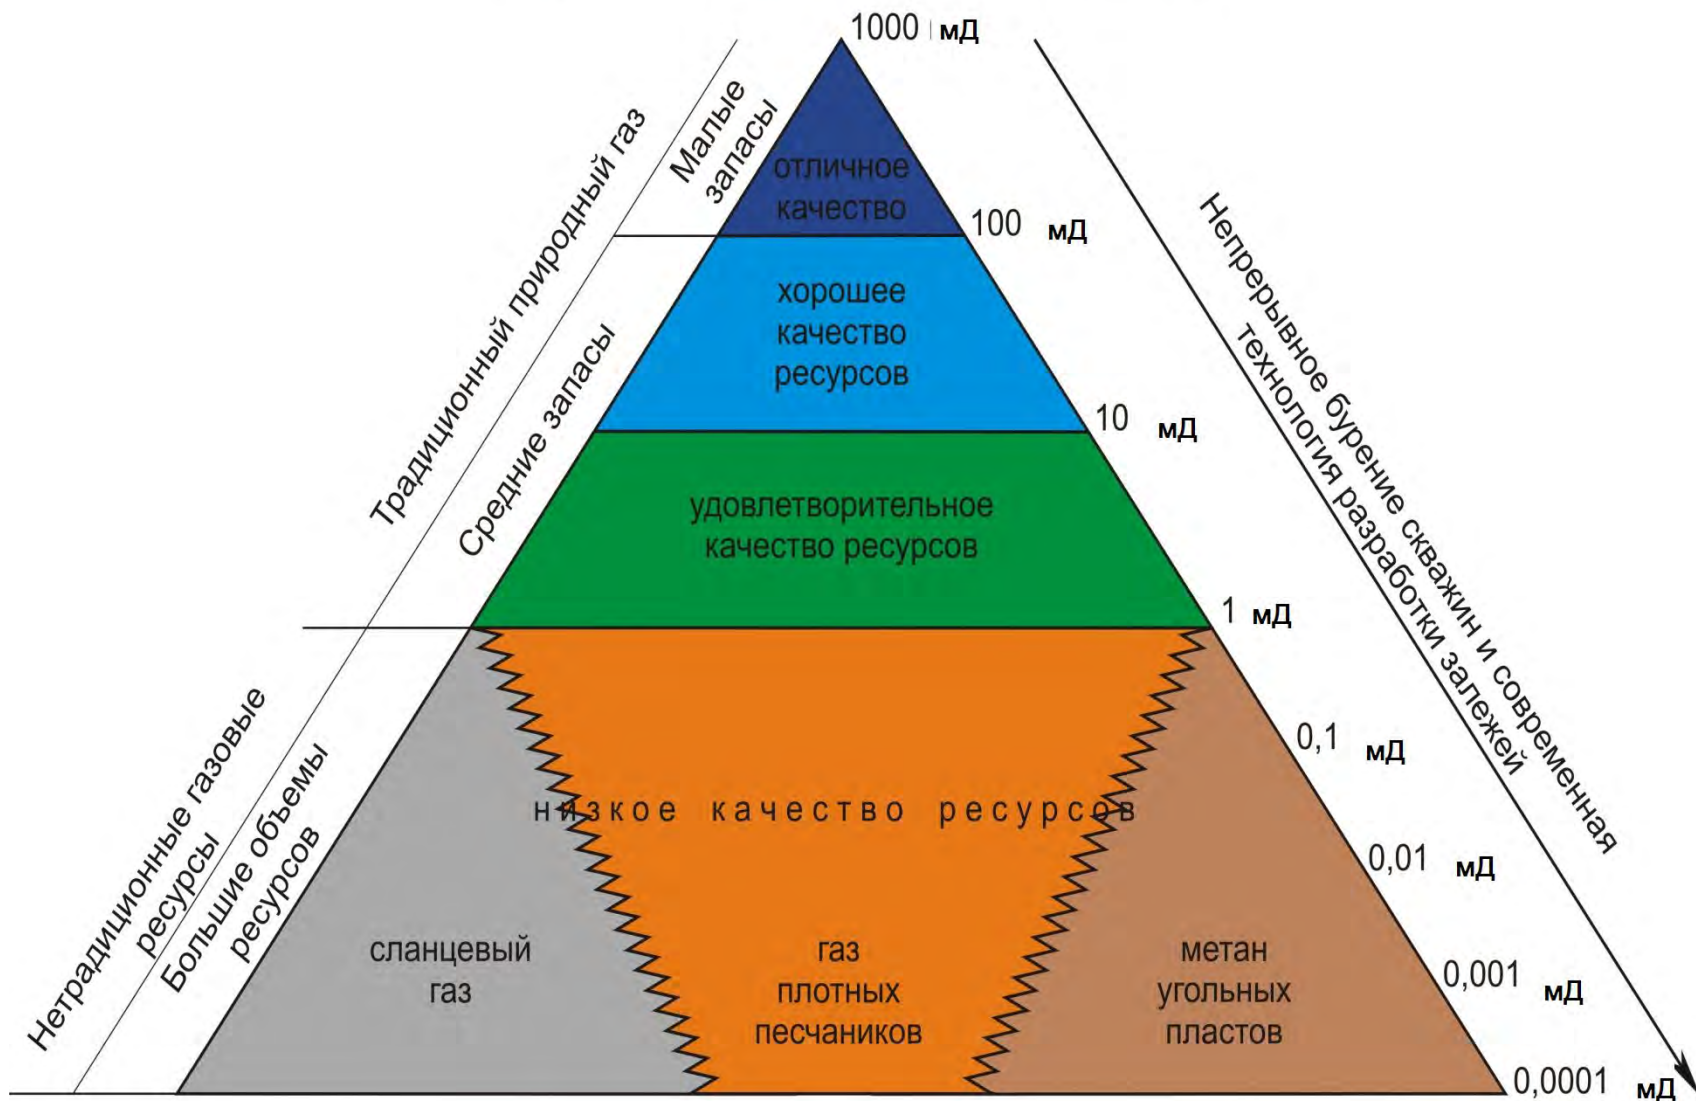 1000 мД
Малые
запасы
Традиционный природный газ
отличное
качество
100 мД
хорошее
качество
ресурсов
Средние запасы
10 мД
удовлетворительное
качество ресурсов
1 мД
Непрерывное бурение скважин и современная
технология разработки залежей
0,1 мД
низкое качество ресурсов
0,01 мД
Нетрадиционные газовые
ресурсы
Большие объемы
ресурсов
сланцевый
газ
газ
плотных
песчаников
метан
угольных
пластов
0,001 мД
0,0001 мД